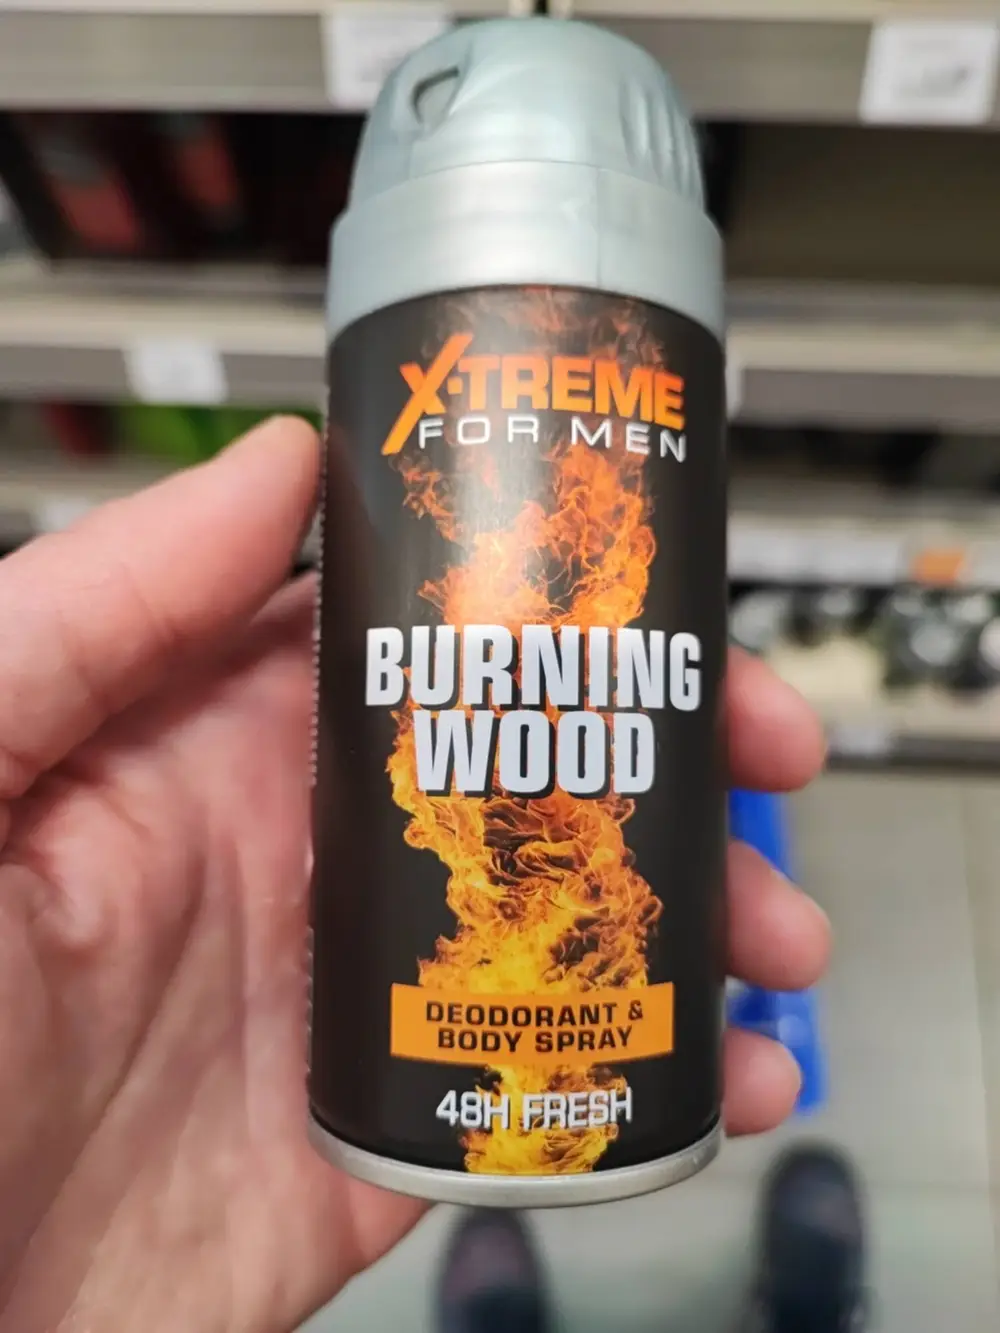 X-TREME
FOR MEN
BURNING
WOOD
DEODORANT &
BODY SPRAY
48H FRESH